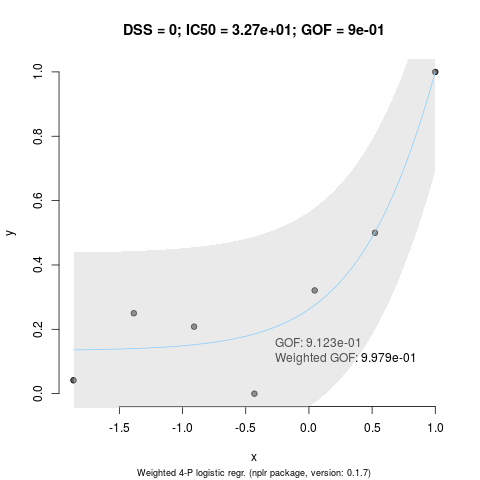 DSS = 0; IC50 = 3.27e+01; GOF = 9e-01
1.0
0.8
0.6
0.4
0.2
0.0
y
GOF: 9.123e-01
Weighted GOF: 9.979e-01
-1.5 -1.0 -0.5 0.0 0.5 1.0
x
Weighted 4-P logistic regr. (nplr package, version: 0.1.7)